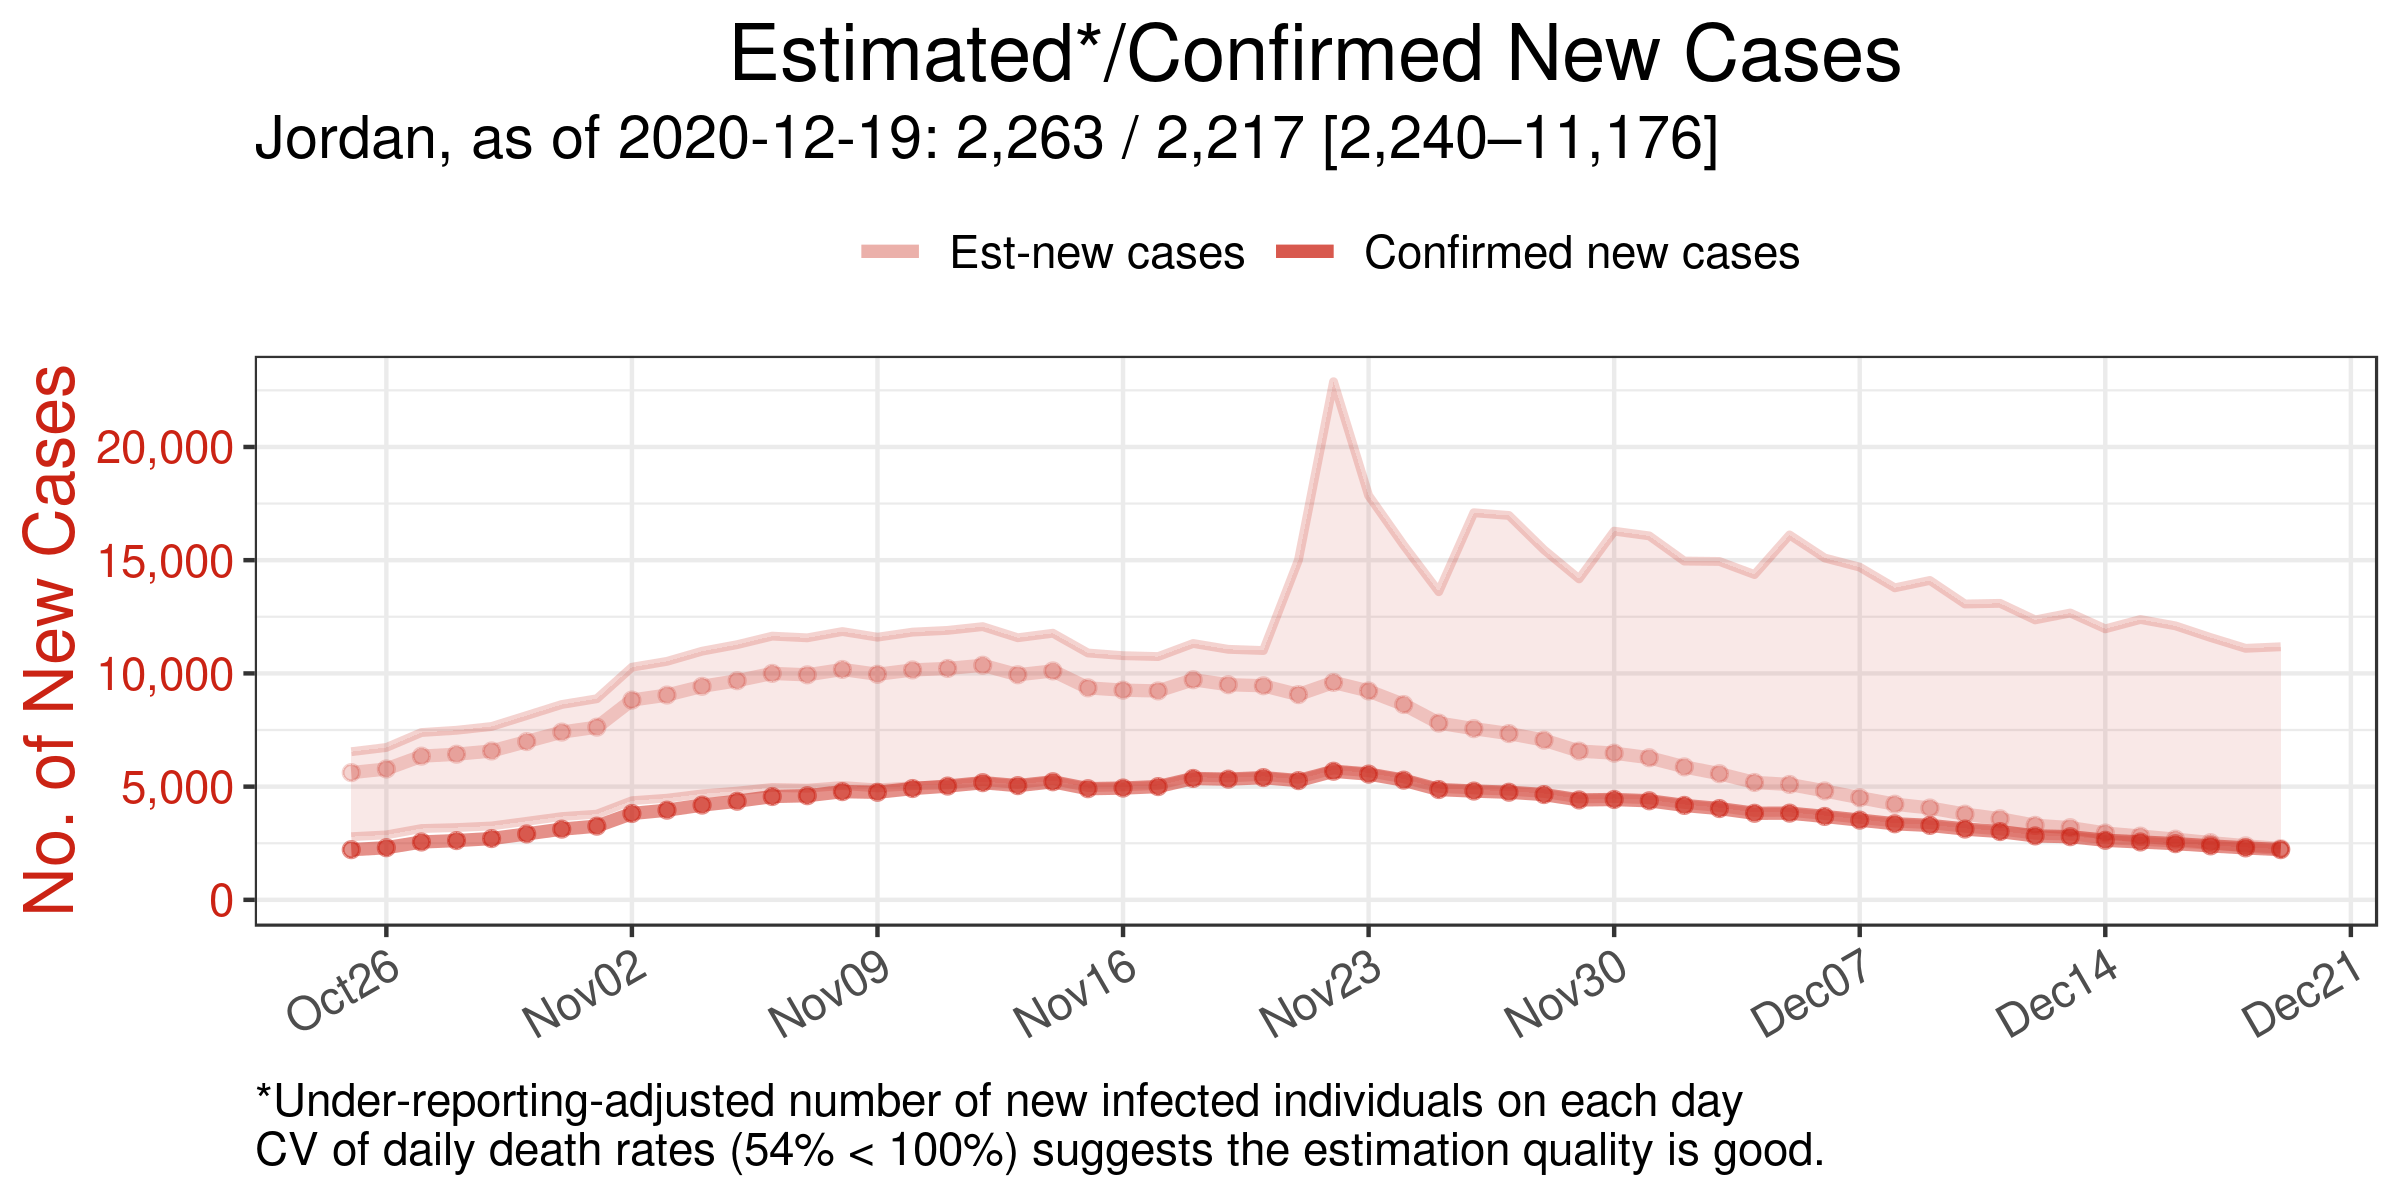 Estimated*/Confirmed New Cases
Jordan, as of 2020-12-19: 2,263 / 2,217 [2,240–11,176]
Est-new cases
Confirmed new cases
No. of New Cases
20,000
15,000
10,000
5,000
0
Oct26
Nov02
Nov09
Nov16
Nov23
Nov30
Dec07
Dec14
Dec21
*Under-reporting-adjusted number of new infected individuals on each day
CV of daily death rates (54% < 100%) suggests the estimation quality is good.